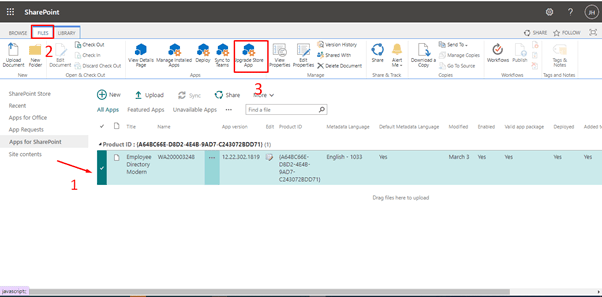 SharePoint
JH
BROWSE FILES LIBRARY
SHARE FOLLOW
2
Upload Document
New Folder
Edit Document
Check Out
Check In
Discard Check Out
View Details Page
Manage Installed Apps
Deploy
Sync to Teams
Upgrade Store App
View Properties
Edit Properties
Version History
Shared With
Delete Document
Share
Alert Me
Download a Copy
Send To
Manage Copies
Go To Source
Workflows
Publish
Tags & Notes
New
Open & Check Out
Apps
Manage
Share & Track
Copies
Workflows
Tags and Notes
3
SharePoint Store
Recent
Apps for Office
App Requests
Apps for SharePoint
Site contents
New Upload Sync Share More
All Apps Featured Apps Unavailable Apps ... Find a file
Title Name App version Edit Product ID Metadata Language Default Metadata Language Modified Enabled Valid app package Deployed Added to
Product ID : {A64BC66E-D8D2-4E4B-9AD7-C243072BDD71} (1)
Employee Directory Modern WA200003248 ... 12.22.302.1619 {A64BC66E-D8D2-4E4B-9AD7-C243072BDD71} English - 1033 Yes March 3 Yes Yes Yes Yes
1
Drag files here to upload
javascript:;